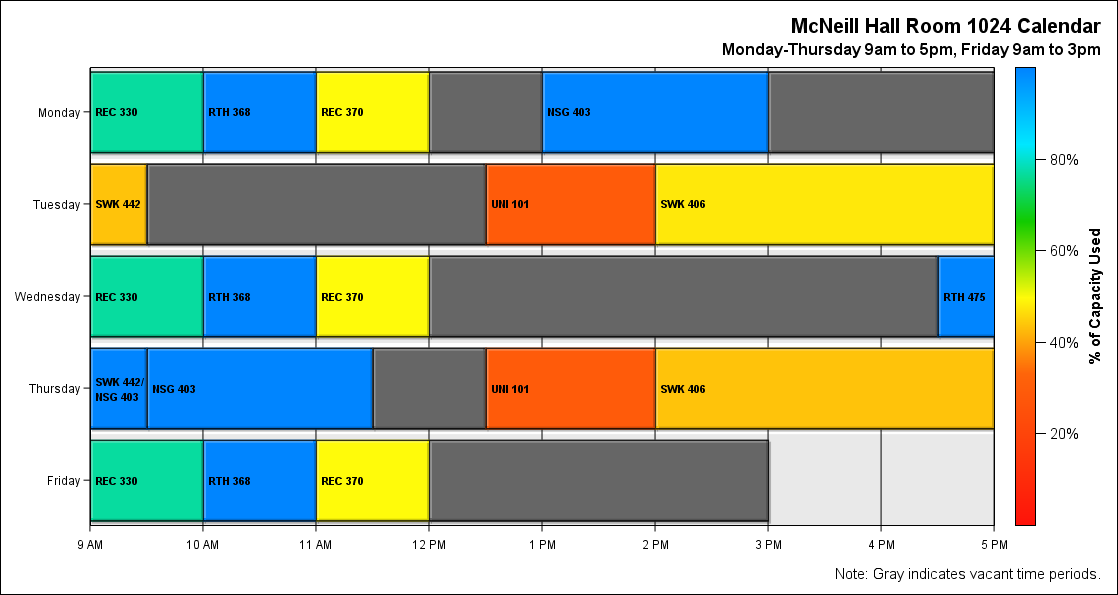 McNeill Hall Room 1024 Calendar
Monday-Thursday 9am to 5pm, Friday 9am to 3pm
Monday
REC 330
RTH 368
REC 370
NSG 403
Tuesday
SWK 442
UNI 101
SWK 406
Wednesday
REC 330
RTH 368
REC 370
RTH 475
Thursday
SWK 442/
NSG 403
NSG 403
UNI 101
SWK 406
Friday
REC 330
RTH 368
REC 370
9 AM
10 AM
11 AM
12 PM
1 PM
2 PM
3 PM
4 PM
5 PM
80%
60%
40%
20%
% of Capacity Used
Note: Gray indicates vacant time periods.